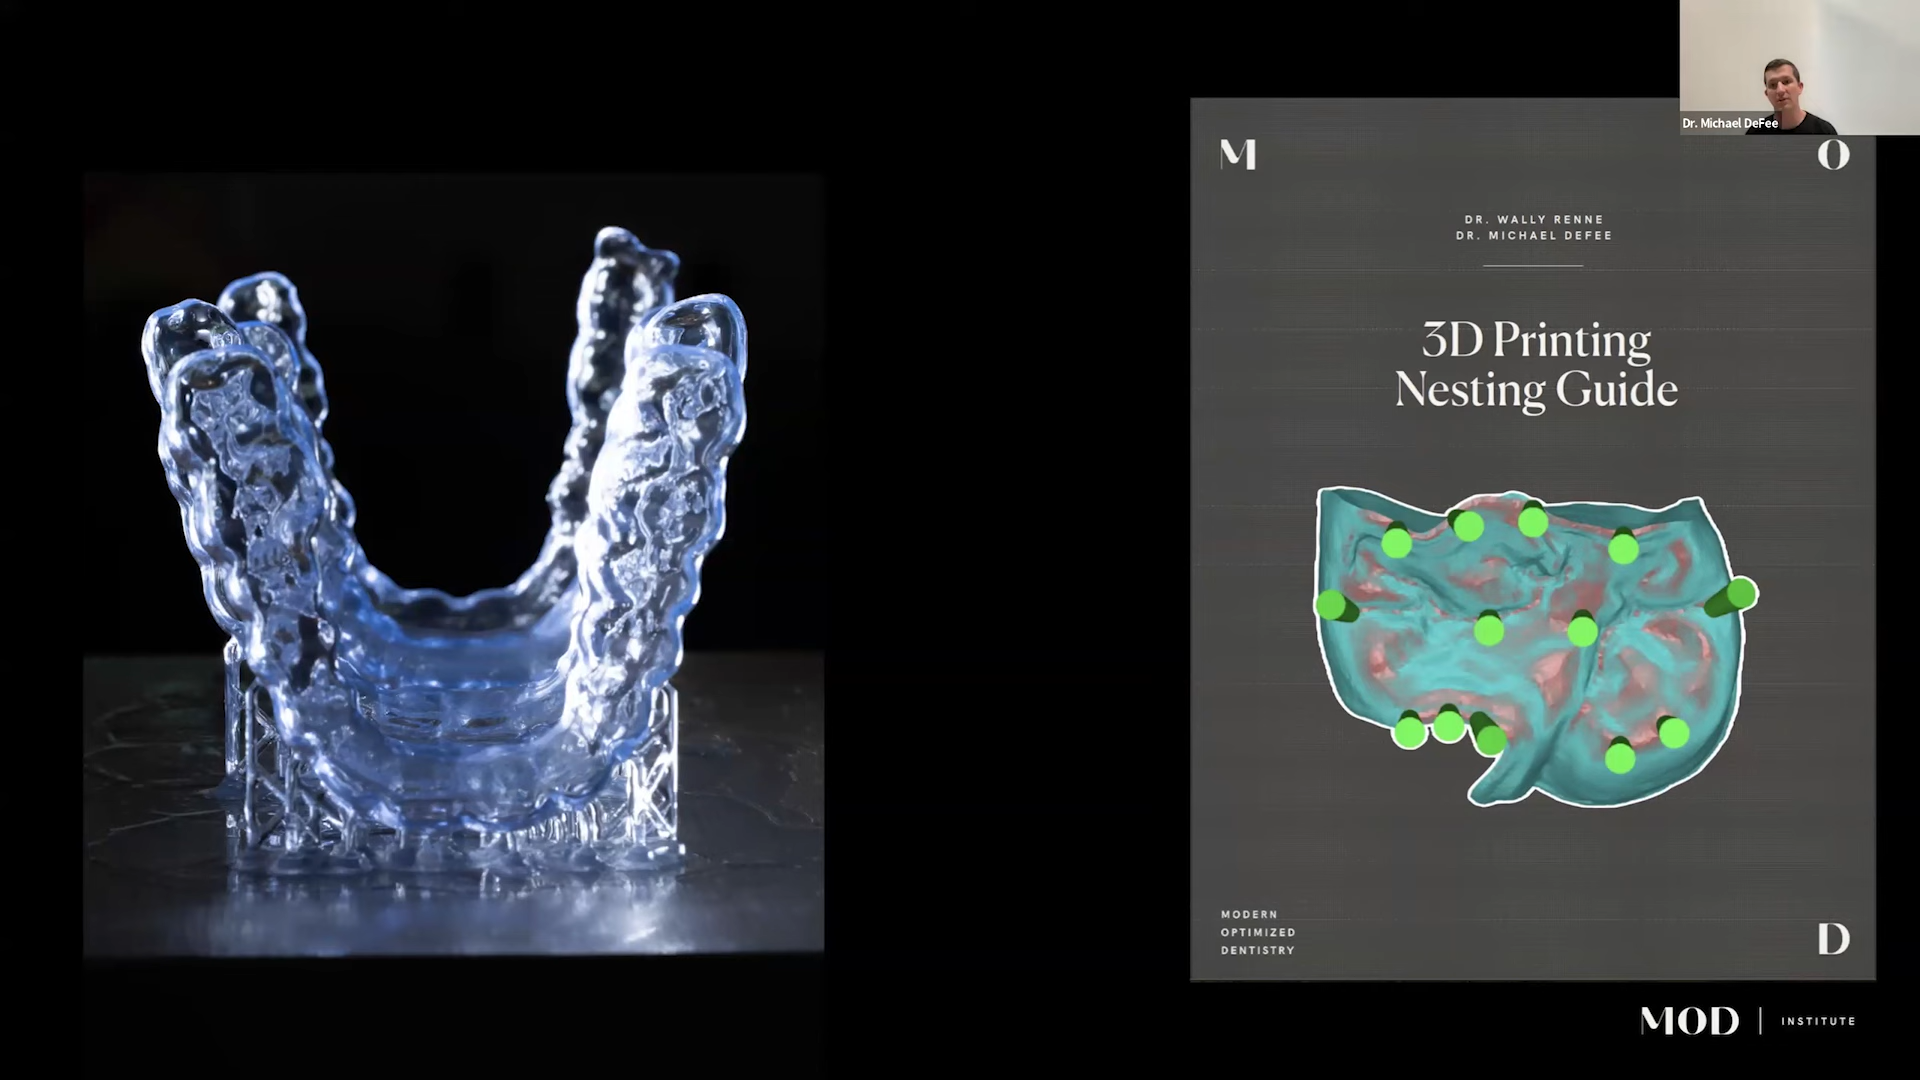 Dr. Michael DeFee
M
O
DR. WALLY RENNE
DR. MICHAEL DEFEE
3D Printing
Nesting Guide
MODERN
OPTIMIZED
DENTISTRY
D
MOD | INSTITUTE